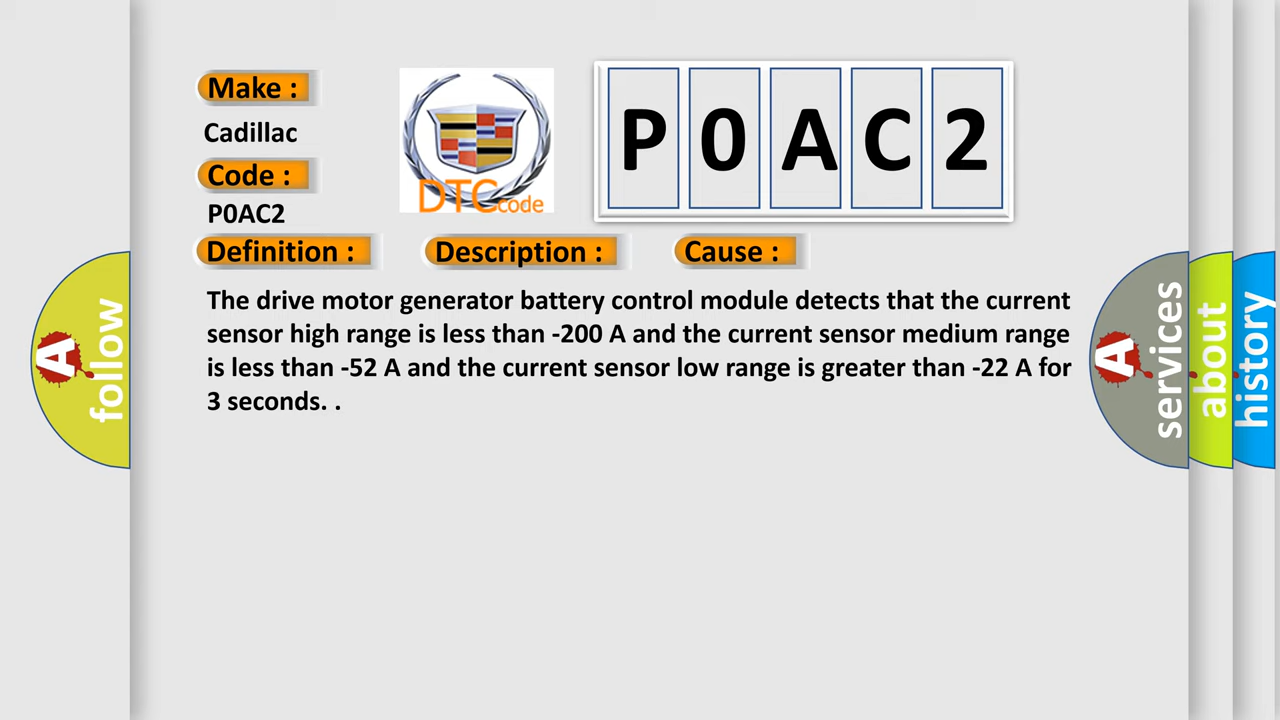 Make :
Cadillac
Code :
P0AC2
DTCcode
P0AC2
Definition :
Description :
Cause :
The drive motor generator battery control module detects that the current
sensor high range is less than -200 A and the current sensor medium range
is less than -52 A and the current sensor low range is greater than -22 A for
3 seconds. .
A follow
A services
about
history